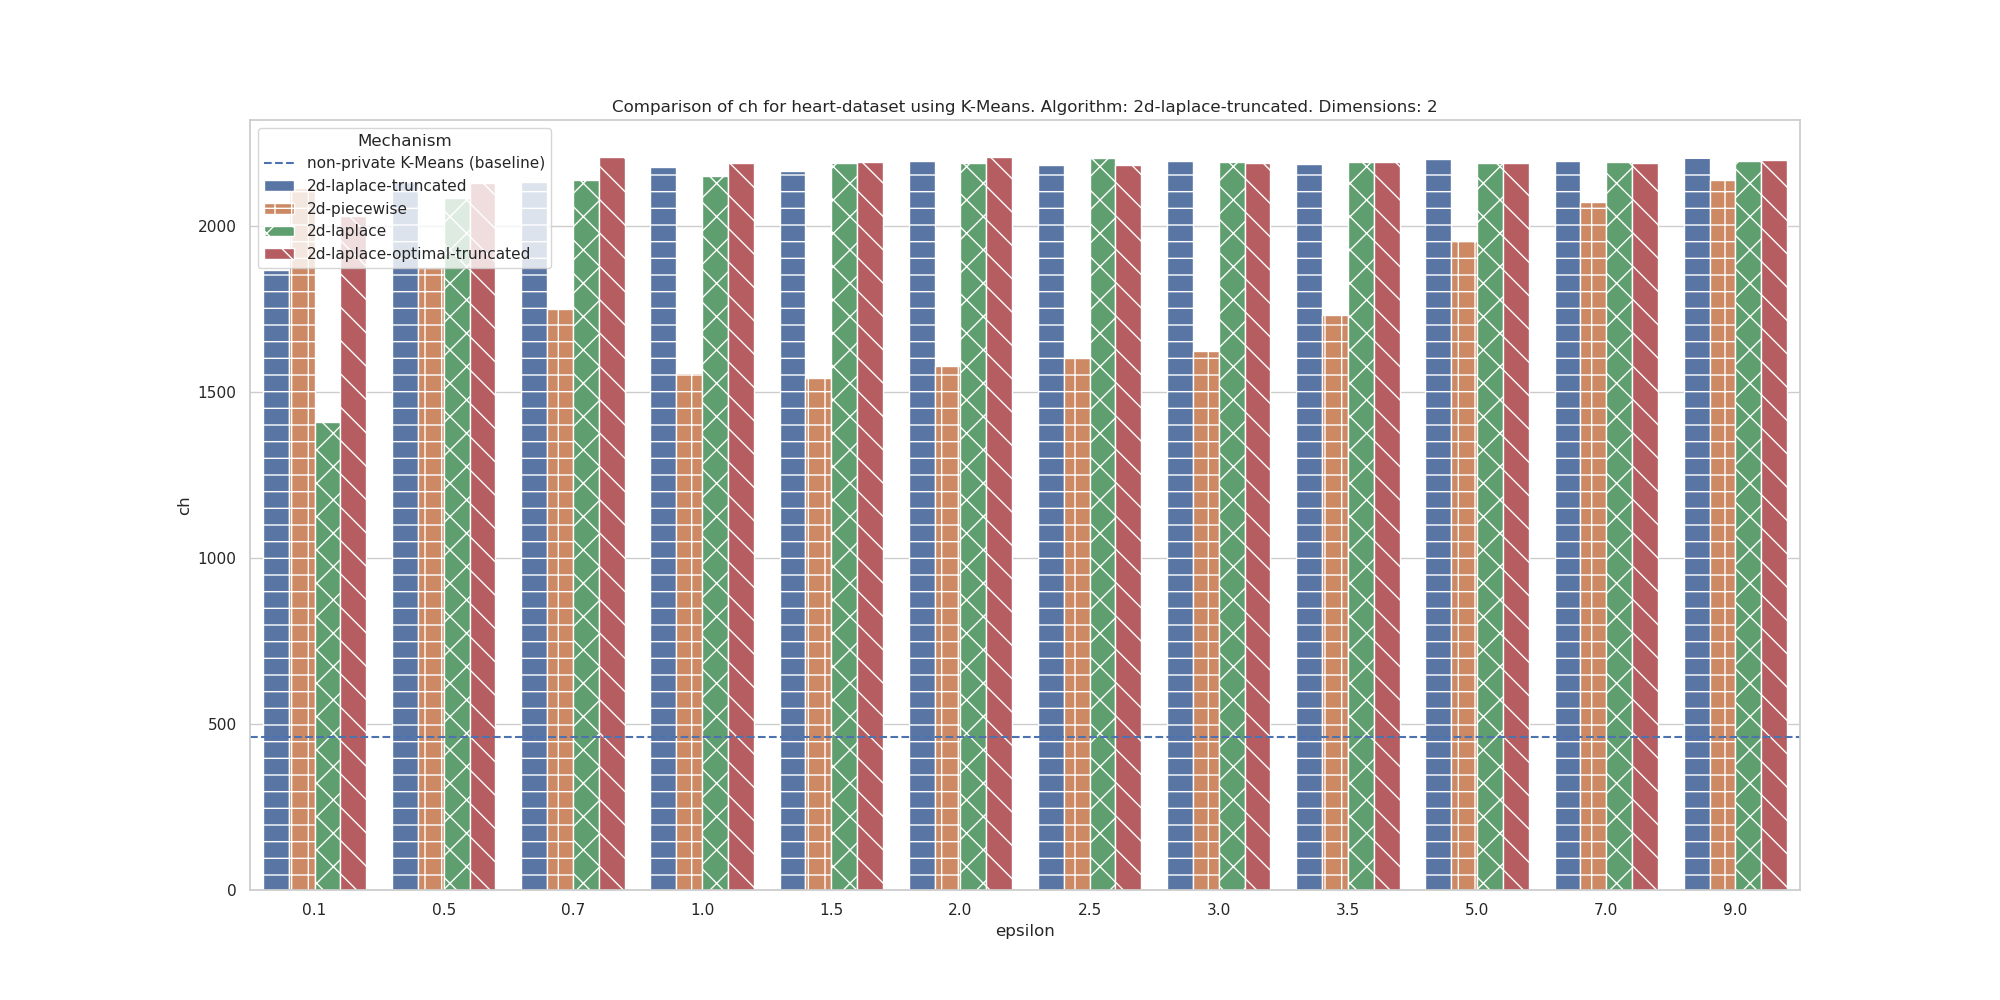 Comparison of ch for heart-dataset using K-Means. Algorithm: 2d-laplace-truncated. Dimensions: 2
Mechanism
non-private K-Means (baseline)
2d-laplace-truncated
2d-piecewise
2d-laplace
2d-laplace-optimal-truncated
2000
1500
1000
500
0
ch
0.1 0.5 0.7 1.0 1.5 2.0 2.5 3.0 3.5 5.0 7.0 9.0
epsilon